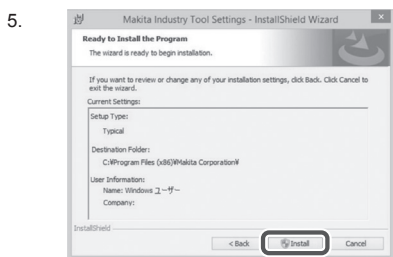 5.
Makita Industry Tool Settings - InstallShield Wizard
Ready to Install the Program
The wizard is ready to begin installation.
If you want to review or change any of your installation settings, click Back. Click Cancel to
exit the wizard.
Current Settings:
Setup Type:
Typical
Destination Folder:
C:¥Program Files (x86)¥Makita Corporation¥
User Information:
Name: Windows ユーザー
Company:
InstallShield
< Back
Install
Cancel